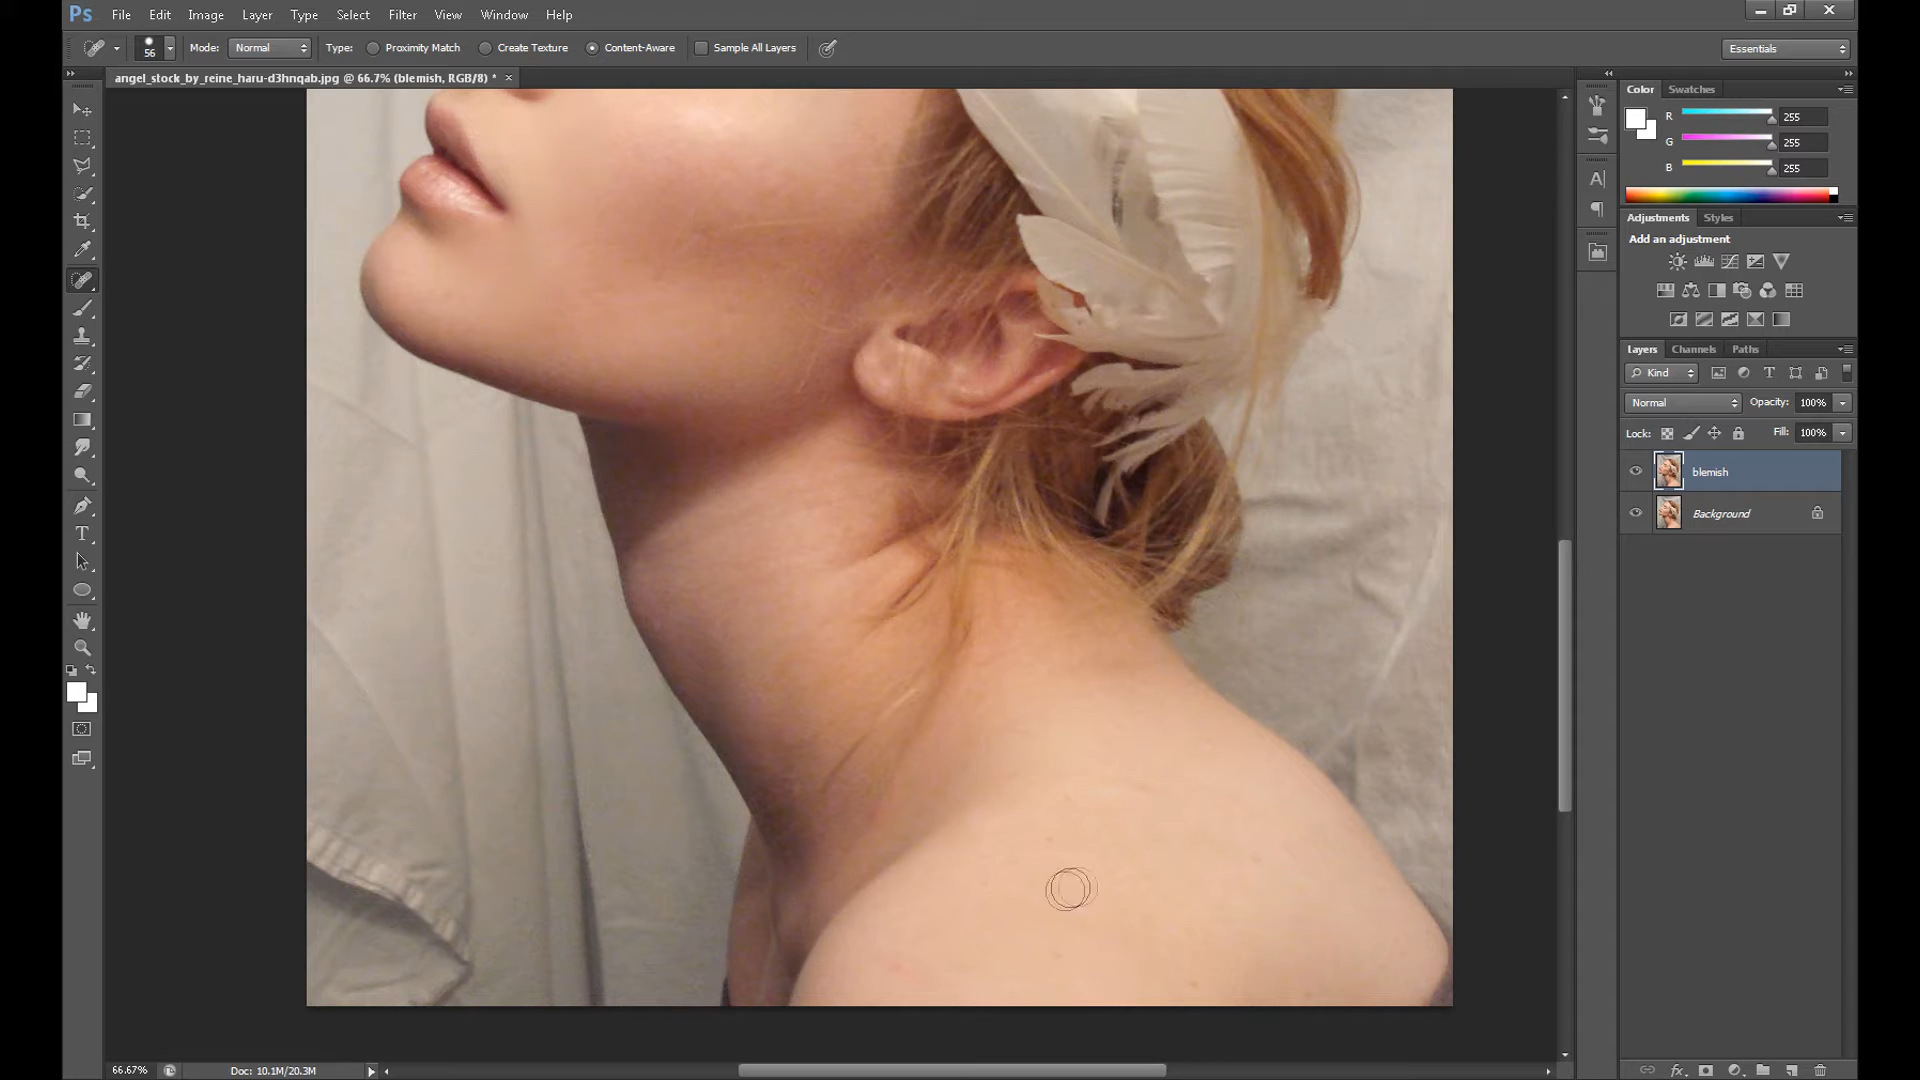 Ps File Edit Image Layer Type Select Filter View Window Help
56 Mode: Normal Type: Proximity Match Create Texture Content-Aware Sample All Layers Essentials
angel_stock_by_reine_haru-d3hnqab.jpg @ 66.7% (blemish, RGB/8) *
Color Swatches
R 255
G 255
B 255
Adjustments Styles
Add an adjustment
Layers Channels Paths
Kind
Normal Opacity: 100%
Lock: Fill: 100%
blemish
Background
66.67% Doc: 10.1M/20.3M